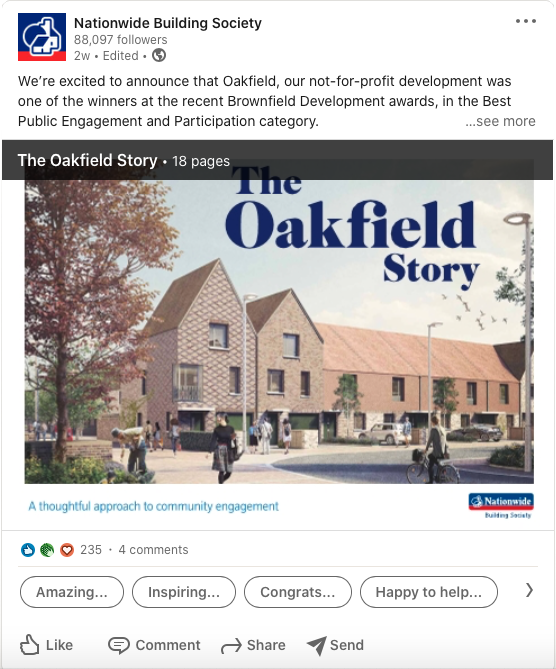 Nationwide Building Society
88,097 followers
2w • Edited •
We’re excited to announce that Oakfield, our not-for-profit development was
one of the winners at the recent Brownfield Development awards, in the Best
Public Engagement and Participation category.
...see more
The Oakfield Story • 18 pages
The
Oakfield
Story
A thoughtful approach to community engagement
Nationwide
Building Society
235 · 4 comments
Amazing...
Inspiring...
Congrats...
Happy to help...
Like
Comment
Share
Send